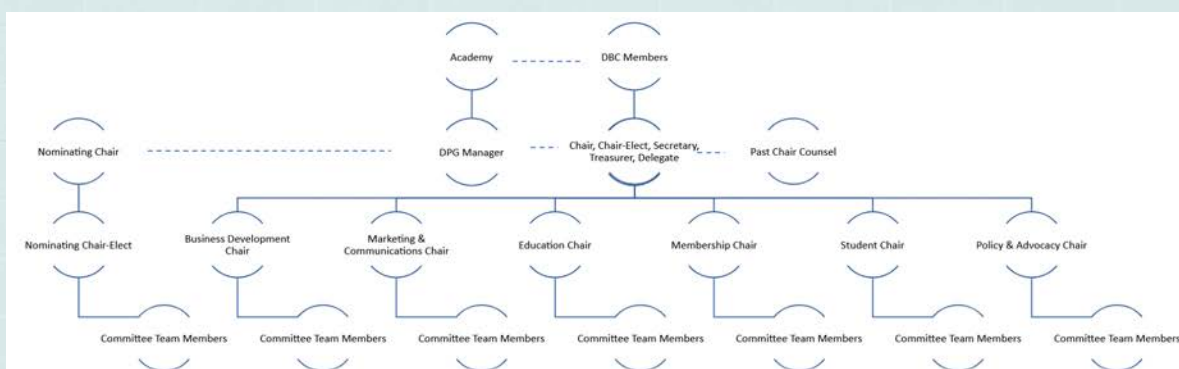 Academy
DBC Members
Nominating Chair
DPG Manager
Chair, Chair-Elect, Secretary,
Treasurer, Delegate
Past Chair Counsel
Nominating Chair-Elect
Business Development
Chair
Marketing &
Communications Chair
Education Chair
Membership Chair
Student Chair
Policy & Advocacy Chair
Committee Team Members
Committee Team Members
Committee Team Members
Committee Team Members
Committee Team Members
Committee Team Members
Committee Team Members